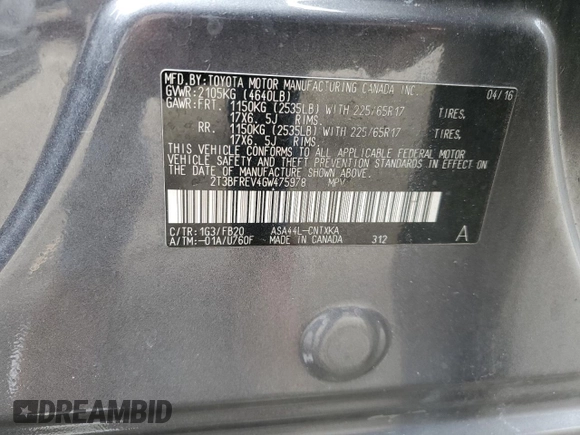 MFD.BY:TOYOTA MOTOR MANUFACTURING CANADA INC. 04/16
GVWR:2105KG (4640LB)
GAWR:FRT. 1150KG (2535LB) WITH 225/65R17 TIRES,
17X6.5J RIMS.
RR. 1150KG (2535LB) WITH 225/65R17 TIRES,
17X6.5J RIMS.
THIS VEHICLE CONFORMS TO ALL APPLICABLE FEDERAL MOTOR
VEHICLE SAFETY AND THEFT PREVENTION STANDARDS IN EFFECT ON
THE DATE OF MANUFACTURE SHOWN ABOVE.
2T3BFREV4GW475978 MPV
C/TR:1G3/FB20 ASA44L-CNTXKA A
A/TM:-01A/U760F MADE IN CANADA 312
DREAMBID